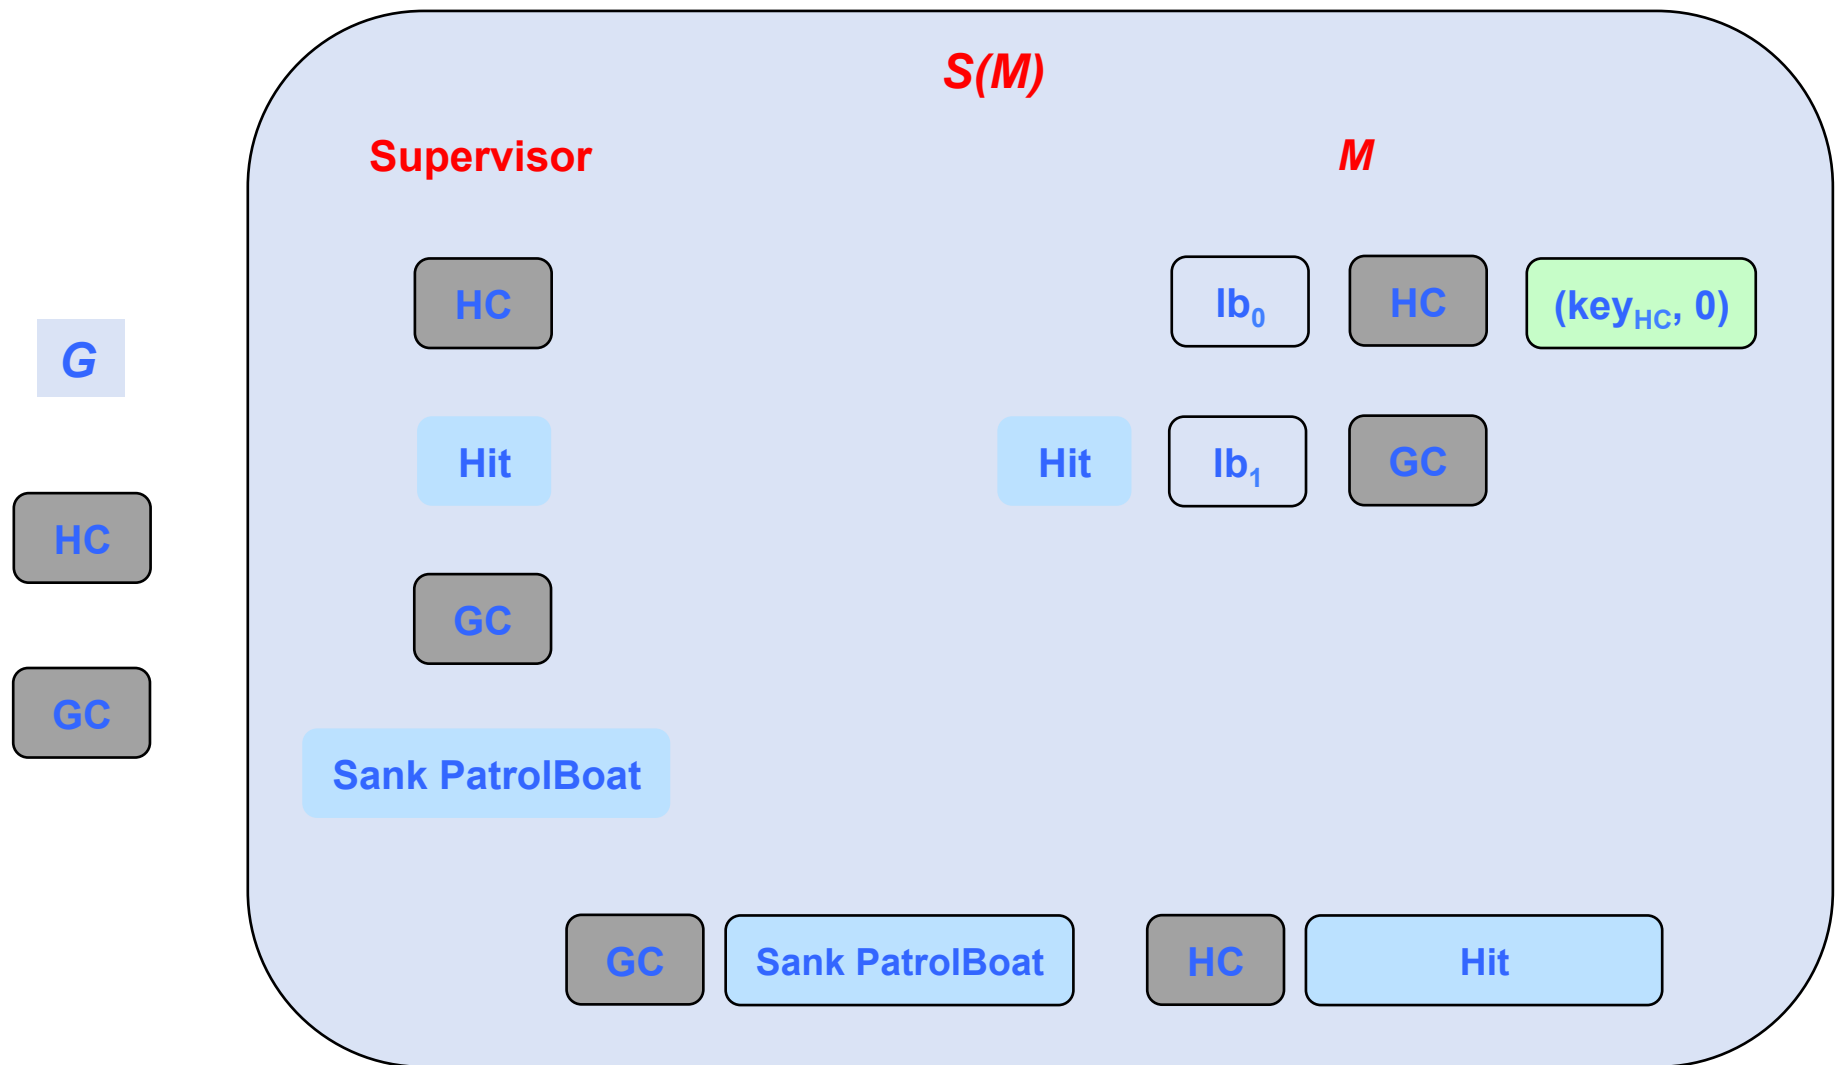 S(M)
Supervisor M
HC lb₀ HC (key_HC, 0)
G
Hit Hit lb₁ GC
HC
GC
GC
Sank PatrolBoat
GC Sank PatrolBoat HC Hit